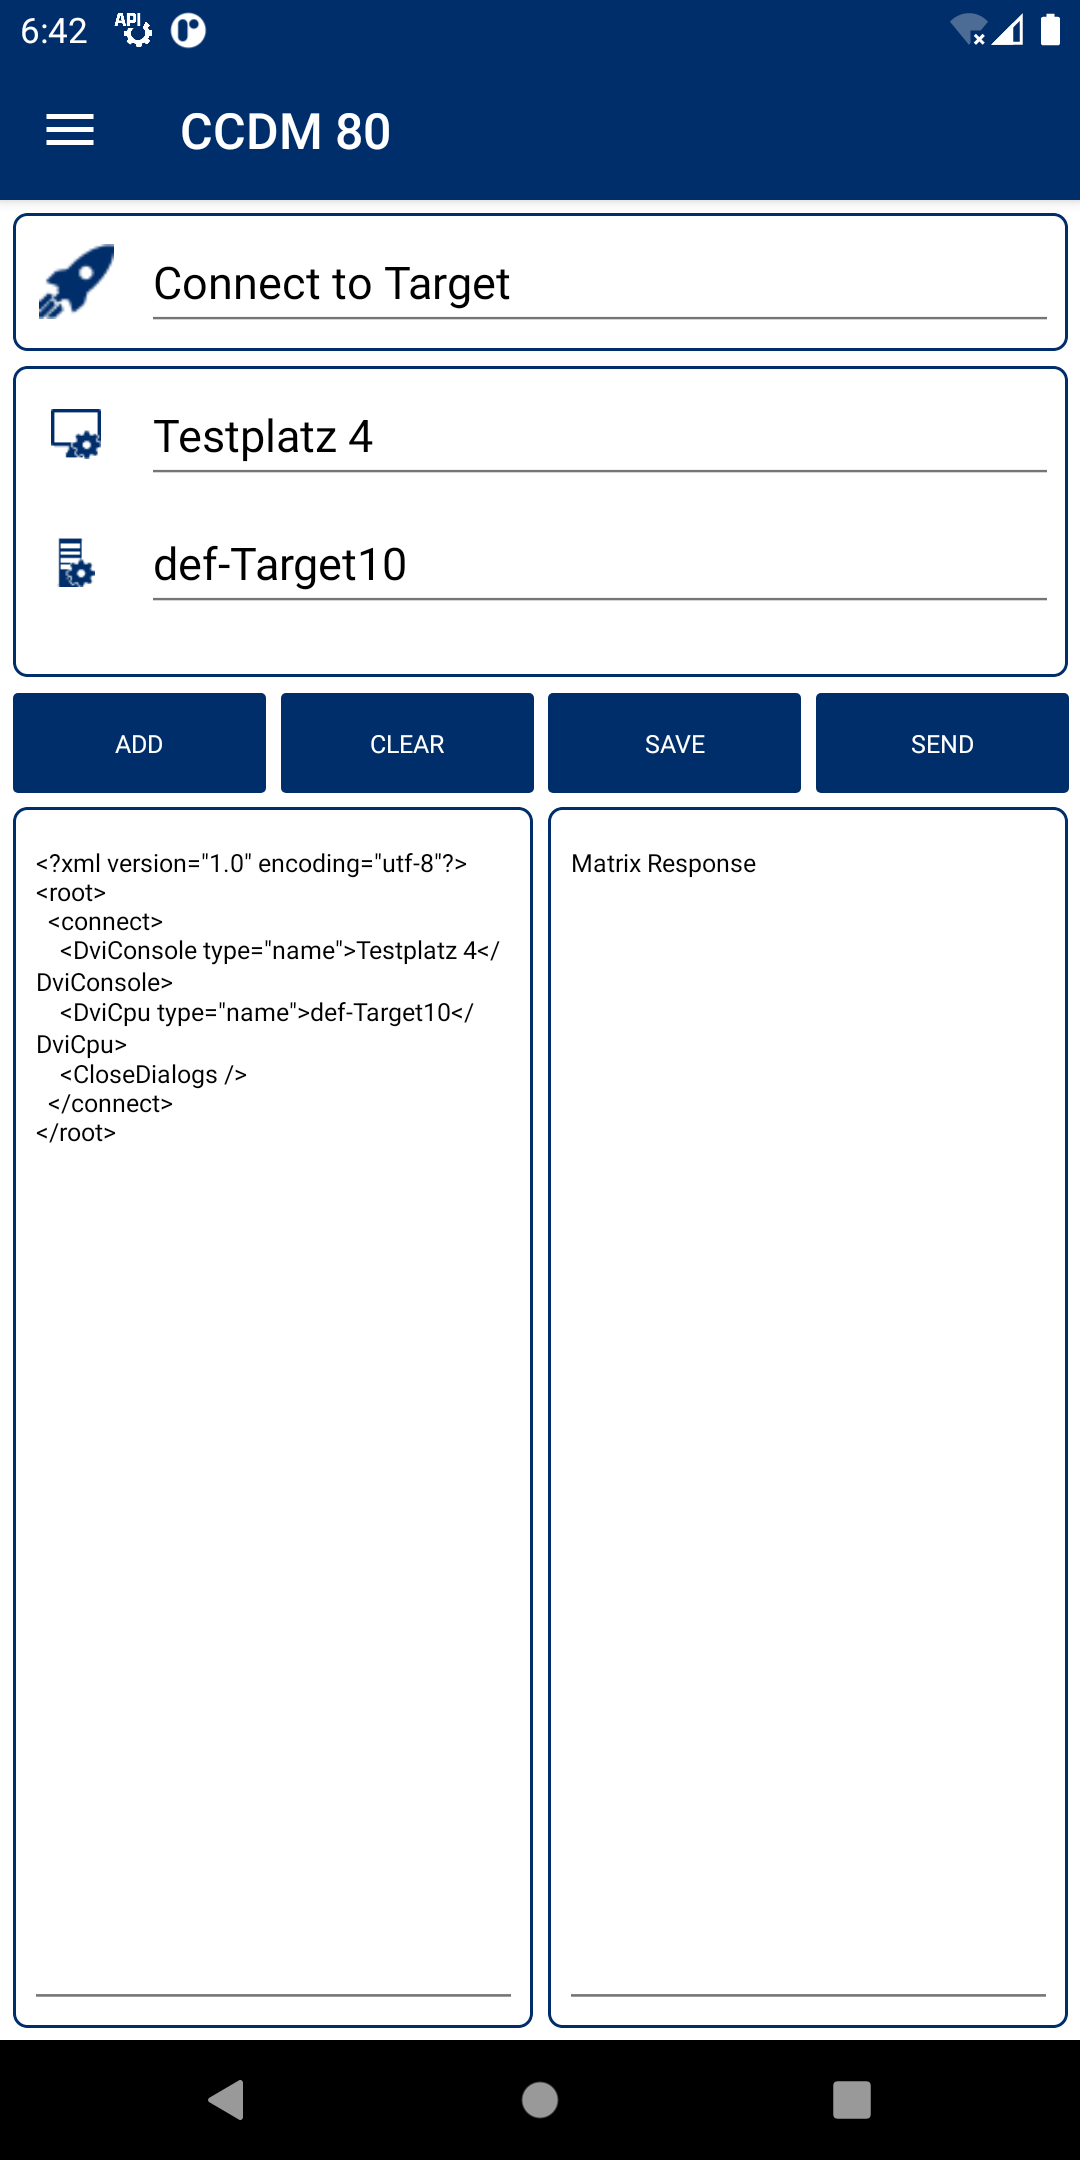 6:42 API
CCDM 80
Connect to Target
Testplatz 4
def-Target10
ADD CLEAR SAVE SEND
<?xml version="1.0" encoding="utf-8"?>
<root>
  <connect>
    <DviConsole type="name">Testplatz 4</
DviConsole>
    <DviCpu type="name">def-Target10</
DviCpu>
    <CloseDialogs />
  </connect>
</root>
Matrix Response